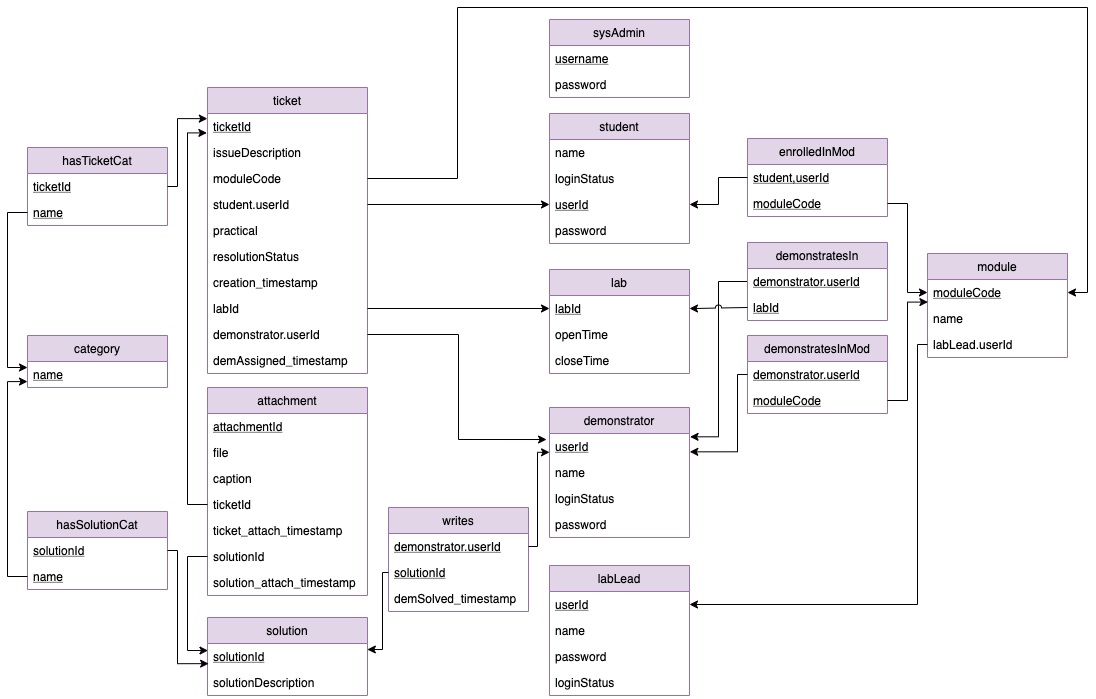 sysAdmin
username
password
ticket
ticketId
issueDescription
moduleCode
student.userId
practical
resolutionStatus
creation_timestamp
labId
demonstrator.userId
demAssigned_timestamp
student
name
loginStatus
userId
password
enrolledInMod
student,userId
moduleCode
hasTicketCat
ticketId
name
demonstratesIn
demonstrator.userId
labId
module
moduleCode
name
labLead.userId
lab
labId
openTime
closeTime
category
name
demonstratesInMod
demonstrator.userId
moduleCode
attachment
attachmentId
file
caption
ticketId
ticket_attach_timestamp
solutionId
solution_attach_timestamp
demonstrator
userId
name
loginStatus
password
hasSolutionCat
solutionId
name
writes
demonstrator.userId
solutionId
demSolved_timestamp
labLead
userId
name
password
loginStatus
solution
solutionId
solutionDescription